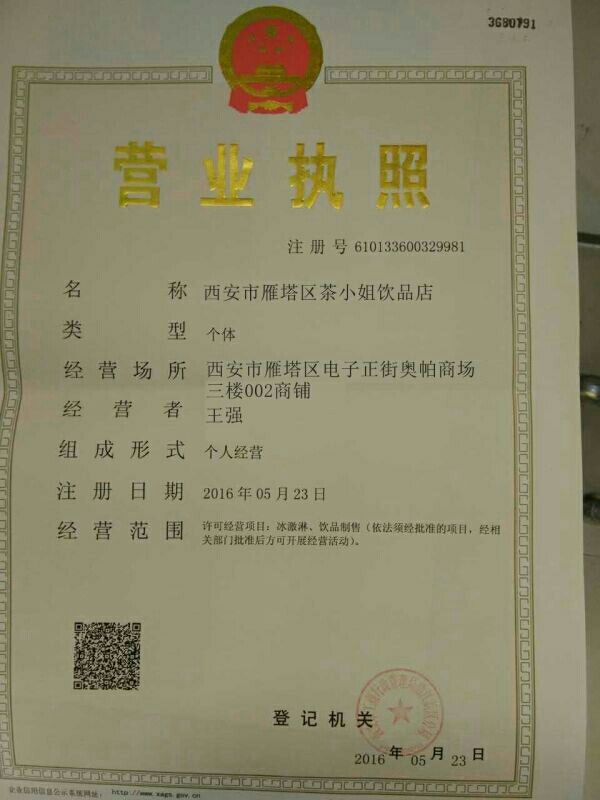 3680791
营业执照
注册号 610133600329981
名称 西安市雁塔区茶小姐饮品店
类型 个体
经营场所 西安市雁塔区电子正街奥帕商场
三楼002商铺
经营者 王强
组成形式 个人经营
注册日期 2016年05月23日
经营范围 许可经营项目：冰激淋、饮品制售（依法须经批准的项目，经相
关部门批准后方可开展经营活动）。
登记机关
2016年05月23日
企业信用信息公示系统网址： http://www.xags.gov.cn